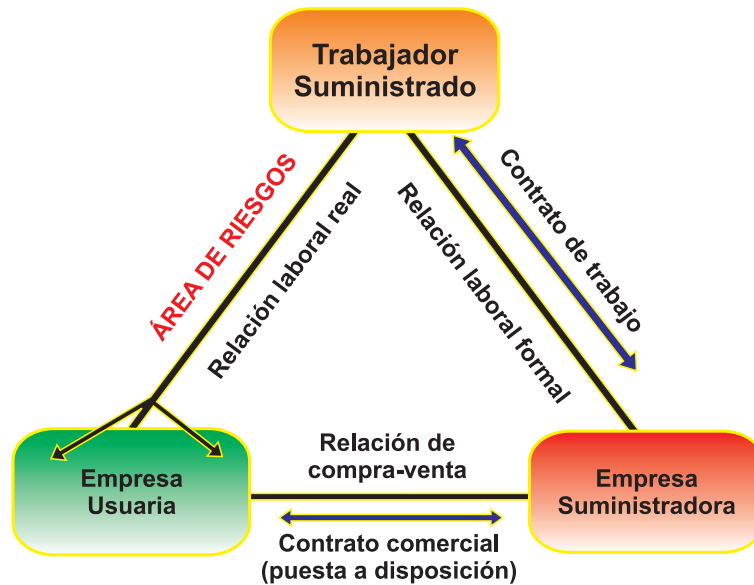 Trabajador
Suministrado
ÁREA DE RIESGOS
Relación laboral real
Relación laboral formal
Contrato de trabajo
Empresa
Usuaria
Relación de
compra-venta
Contrato comercial
(puesta a disposición)
Empresa
Suministradora